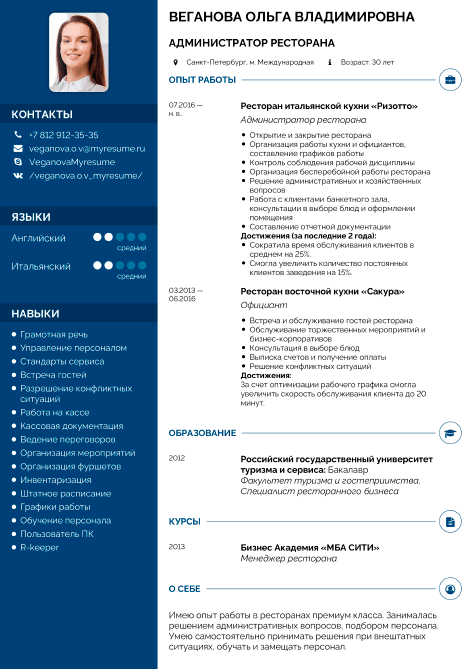 ВЕГАНОВА ОЛЬГА ВЛАДИМИРОВНА
АДМИНИСТРАТОР РЕСТОРАНА
Санкт-Петербург, м. Международная
Возраст: 30 лет
КОНТАКТЫ
+7 812 912-35-35
veganova.o.v@myresume.ru
VeganovaMyresume
/veganova.o.v_myresume/
ЯЗЫКИ
Английский
средний
Итальянский
средний
НАВЫКИ
Грамотная речь
Управление персоналом
Стандарты сервиса
Встреча гостей
Разрешение конфликтных
ситуаций
Работа на кассе
Кассовая документация
Ведение переговоров
Организация мероприятий
Организация фуршетов
Инвентаризация
Штатное расписание
Графики работы
Обучение персонала
Пользователь ПК
R-keeper
ОПЫТ РАБОТЫ
07.2016 —
н. в.
Ресторан итальянской кухни «Ризотто»
Администратор ресторана
Открытие и закрытие ресторана
Организация работы кухни и официантов,
составление графиков работы
Контроль соблюдения рабочей дисциплины
Организация бесперебойной работы ресторана
Решение административных и хозяйственных
вопросов
Работа с клиентами банкетного зала,
консультации в выборе блюд и оформлении
помещения
Составление отчетной документации
Достижения (за последние 2 года):
Сократила время обслуживания клиентов в
среднем на 25%.
Смогла увеличить количество постоянных
клиентов заведения на 15%.
03.2013 —
06.2016
Ресторан восточной кухни «Сакура»
Официант
Встреча и обслуживание гостей ресторана
Обслуживание торжественных мероприятий и
бизнес-корпоративов
Консультация в выборе блюд
Выписка счетов и получение оплаты
Решение конфликтных ситуаций
Достижения:
За счет оптимизации рабочего графика смогла
увеличить скорость обслуживания клиента до 20
минут.
ОБРАЗОВАНИЕ
2012
Российский государственный университет
туризма и сервиса: Бакалавр
Факультет туризма и гостеприимства.
Специалист ресторанного бизнеса
КУРСЫ
2013
Бизнес Академия «МБА СИТИ»
Менеджер ресторана
О СЕБЕ
Имею опыт работы в ресторанах премиум класса. Занималась
решением административных вопросов, подбором персонала.
Умею самостоятельно принимать решения при внештатных
ситуациях, обучать и замещать персонал.